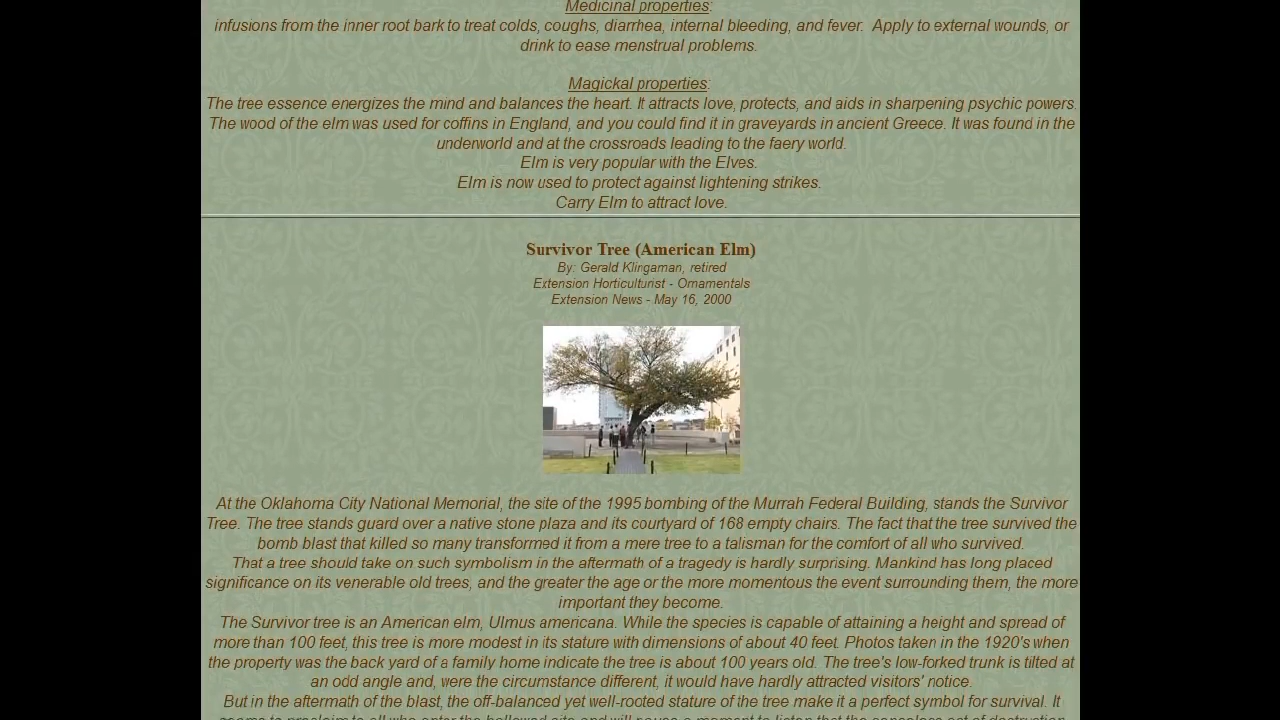 Medicinal properties:
infusions from the inner root bark to treat colds, coughs, diarrhea, internal bleeding, and fever.  Apply to external wounds, or
drink to ease menstrual problems.
Magickal properties:
The tree essence energizes the mind and balances the heart. It attracts love, protects, and aids in sharpening psychic powers.
The wood of the elm was used for coffins in England, and you could find it in graveyards in ancient Greece. It was found in the
underworld and at the crossroads leading to the faery world.
Elm is very popular with the Elves.
Elm is now used to protect against lightening strikes.
Carry Elm to attract love.
Survivor Tree (American Elm)
By: Gerald Klingaman, retired
Extension Horticulturist - Ornamentals
Extension News - May 16, 2000
At the Oklahoma City National Memorial, the site of the 1995 bombing of the Murrah Federal Building, stands the Survivor
Tree. The tree stands guard over a native stone plaza and its courtyard of 168 empty chairs. The fact that the tree survived the
bomb blast that killed so many transformed it from a mere tree to a talisman for the comfort of all who survived.
That a tree should take on such symbolism in the aftermath of a tragedy is hardly surprising. Mankind has long placed
significance on its venerable old trees, and the greater the age or the more momentous the event surrounding them, the more
important they become.
The Survivor tree is an American elm, Ulmus americana. While the species is capable of attaining a height and spread of
more than 100 feet, this tree is more modest in its stature with dimensions of about 40 feet. Photos taken in the 1920's when
the property was the back yard of a family home indicate the tree is about 100 years old. The tree's low-forked trunk is tilted at
an odd angle and, were the circumstance different, it would have hardly attracted visitors' notice.
But in the aftermath of the blast, the off-balanced yet well-rooted stature of the tree make it a perfect symbol for survival. It